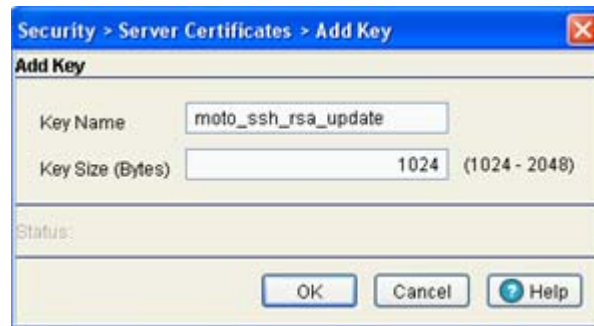 Security > Server Certificates > Add Key
Add Key
Key Name moto_ssh_rsa_update
Key Size (Bytes) 1024 (1024 - 2048)
Status:
OK Cancel ? Help